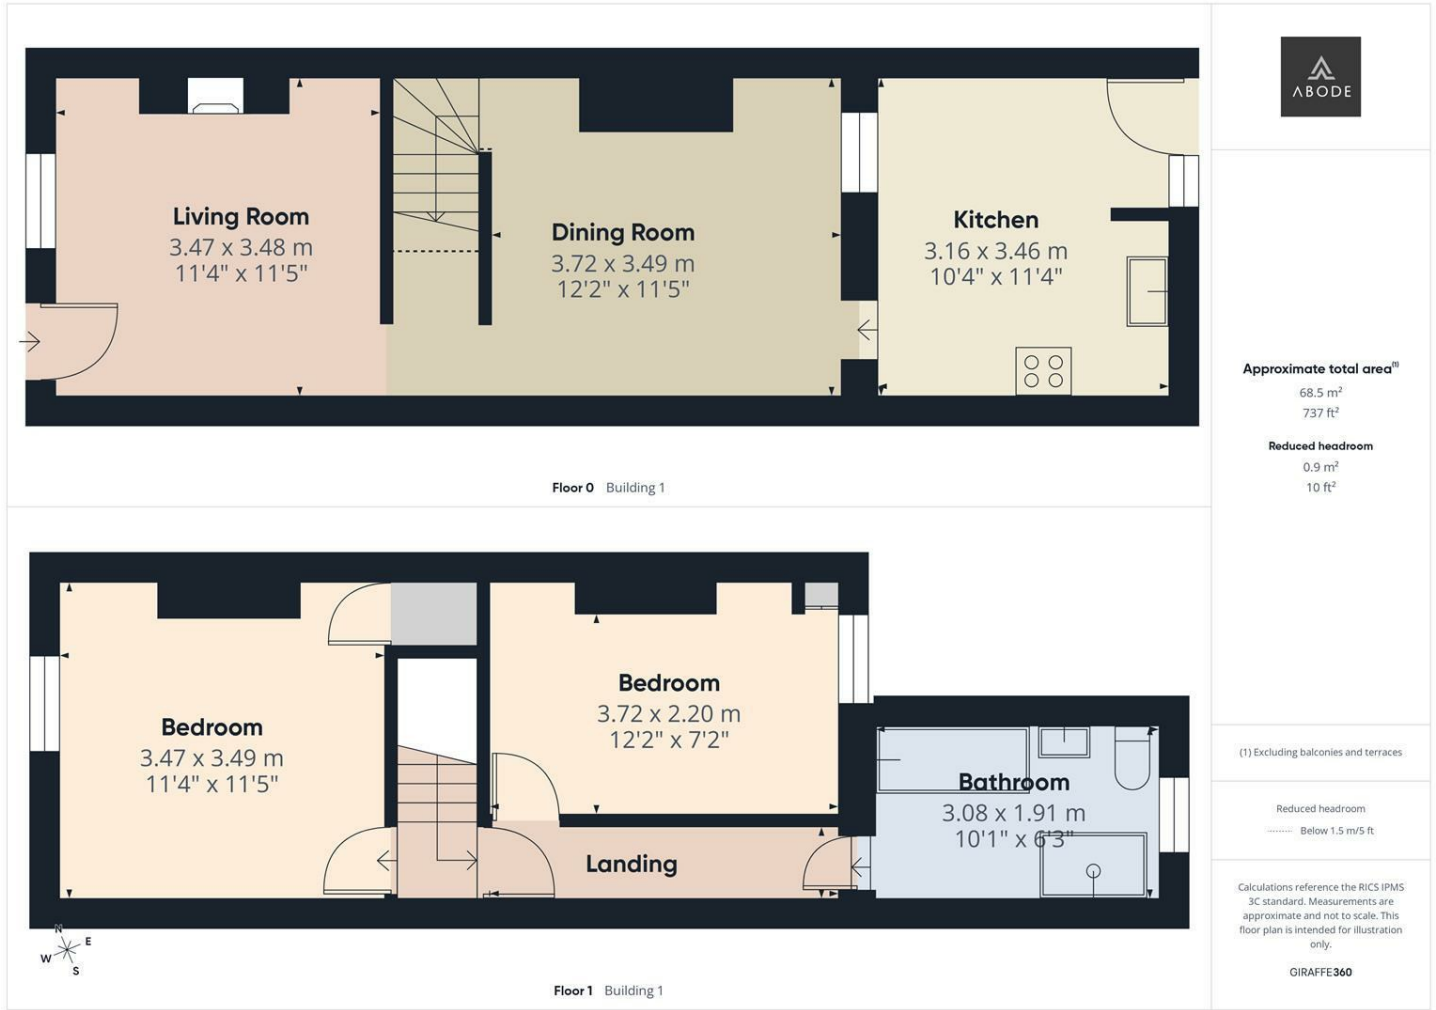 ABODE
Living Room
3.47 x 3.48 m
11'4" x 11'5"
Dining Room
3.72 x 3.49 m
12'2" x 11'5"
Kitchen
3.16 x 3.46 m
10'4" x 11'4"
Floor 0 Building 1
Approximate total area(1)
68.5 m²
737 ft²
Reduced headroom
0.9 m²
10 ft²
Bedroom
3.47 x 3.49 m
11'4" x 11'5"
Bedroom
3.72 x 2.20 m
12'2" x 7'2"
Landing
Bathroom
3.08 x 1.91 m
10'1" x 6'3"
N
E
W
S
Floor 1 Building 1
(1) Excluding balconies and terraces
Reduced headroom
Below 1.5 m/5 ft
Calculations reference the RICS IPMS
3C standard. Measurements are
approximate and not to scale. This
floor plan is intended for illustration
only.
GIRAFFE360